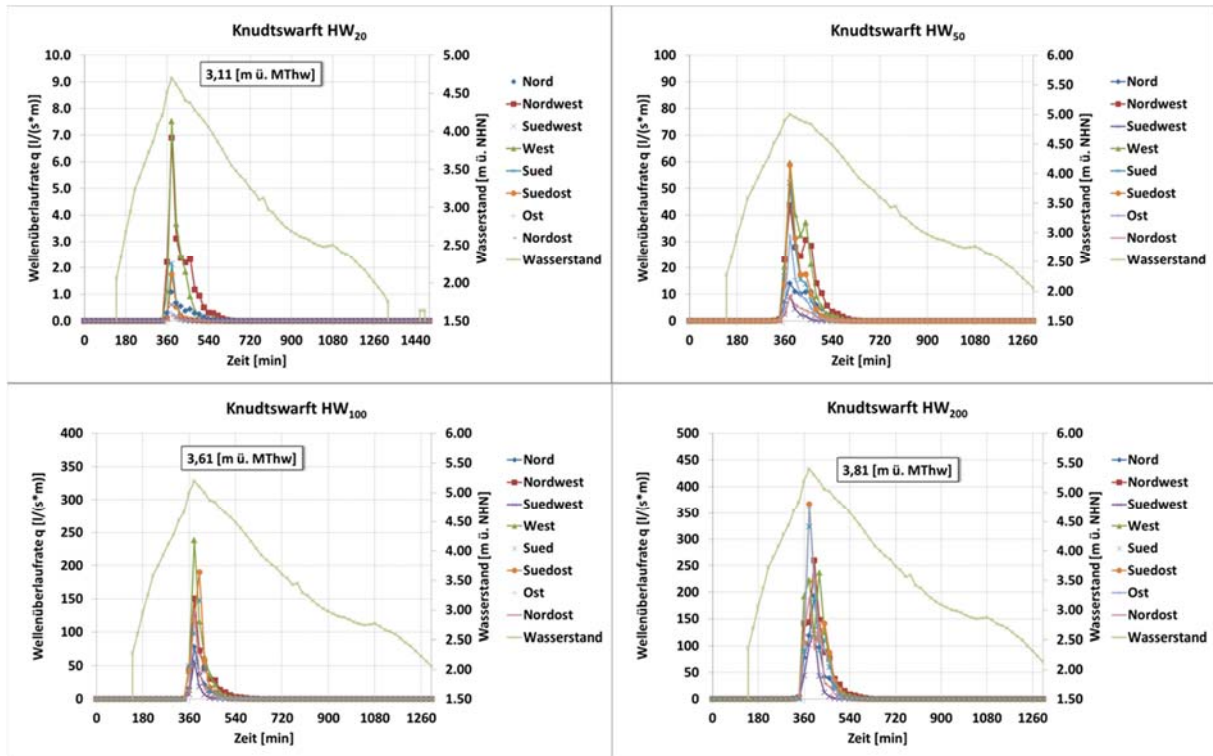 Knudtswarft HW20
Wellenüberlaufrate q [l/(s*m)]
10.0
9.0
8.0
7.0
6.0
5.0
4.0
3.0
2.0
1.0
0.0
3,11 [m ü. MThw]
5.00
4.50
4.00
3.50
3.00
2.50
2.00
1.50
Wasserstand [m ü. NHN]
Nord
Nordwest
Suedwest
West
Sued
Suedost
Ost
Nordost
Wasserstand
0 180 360 540 720 900 1080 1260 1440
Zeit [min]
Knudtswarft HW50
Wellenüberlaufrate q [l/(s*m)]
100
90
80
70
60
50
40
30
20
10
0
6.00
5.50
5.00
4.50
4.00
3.50
3.00
2.50
2.00
1.50
Wasserstand [m ü. NHN]
Nord
Nordwest
Suedwest
West
Sued
Suedost
Ost
Nordost
Wasserstand
0 180 360 540 720 900 1080 1260
Zeit [min]
Knudtswarft HW100
Wellenüberlaufrate q [l/(s*m)]
400
350
300
250
200
150
100
50
0
3,61 [m ü. MThw]
6.00
5.50
5.00
4.50
4.00
3.50
3.00
2.50
2.00
1.50
Wasserstand [m ü. NHN]
Nord
Nordwest
Suedwest
West
Sued
Suedost
Ost
Nordost
Wasserstand
0 180 360 540 720 900 1080 1260
Zeit [min]
Knudtswarft HW200
Wellenüberlaufrate q [l/(s*m)]
500
450
400
350
300
250
200
150
100
50
0
3,81 [m ü. MThw]
6.00
5.50
5.00
4.50
4.00
3.50
3.00
2.50
2.00
1.50
Wasserstand [m ü. NHN]
Nord
Nordwest
Suedwest
West
Sued
Suedost
Ost
Nordost
Wasserstand
0 180 360 540 720 900 1080 1260
Zeit [min]